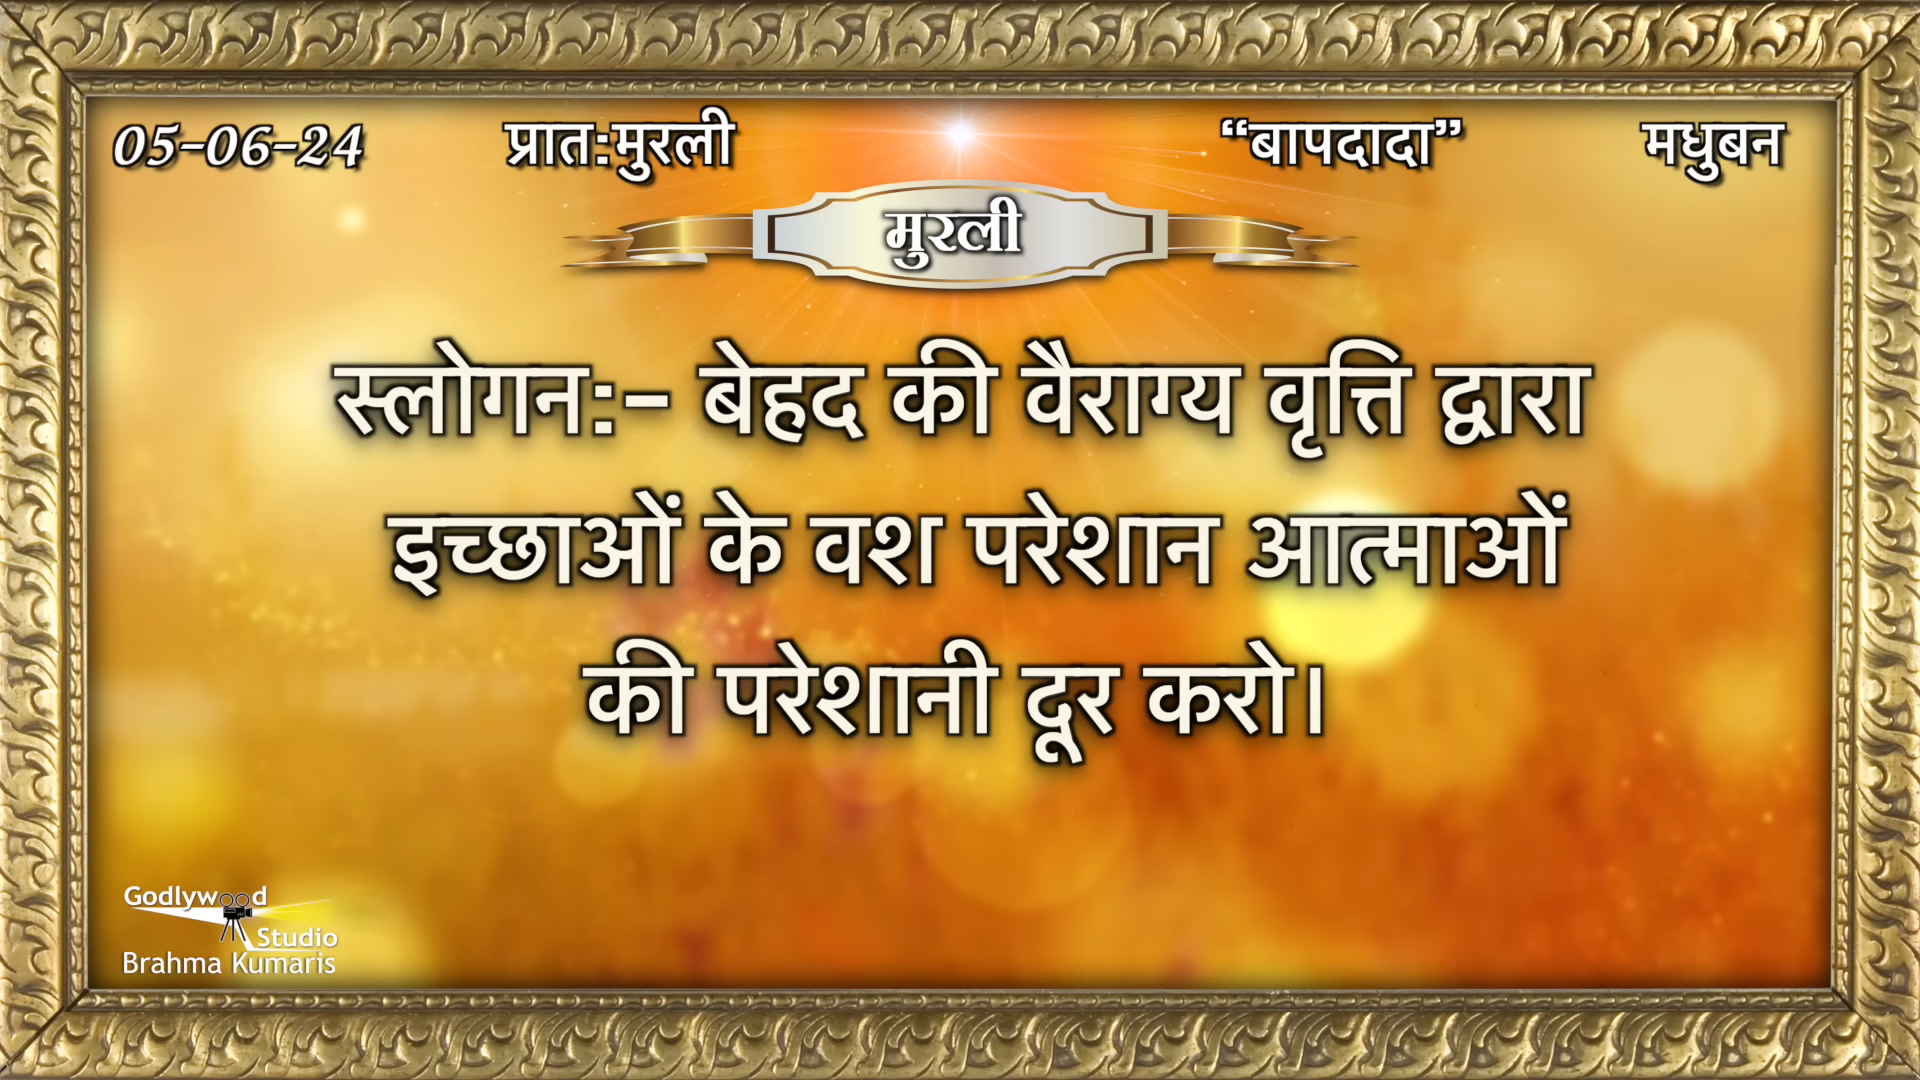 05-06-24 प्रात:मुरली “बापदादा” मधुबन
मुरली
स्लोगन:- बेहद की वैराग्य वृत्ति द्वारा
इच्छाओं के वश परेशान आत्माओं
की परेशानी दूर करो।
Godlywood
Studio
Brahma Kumaris